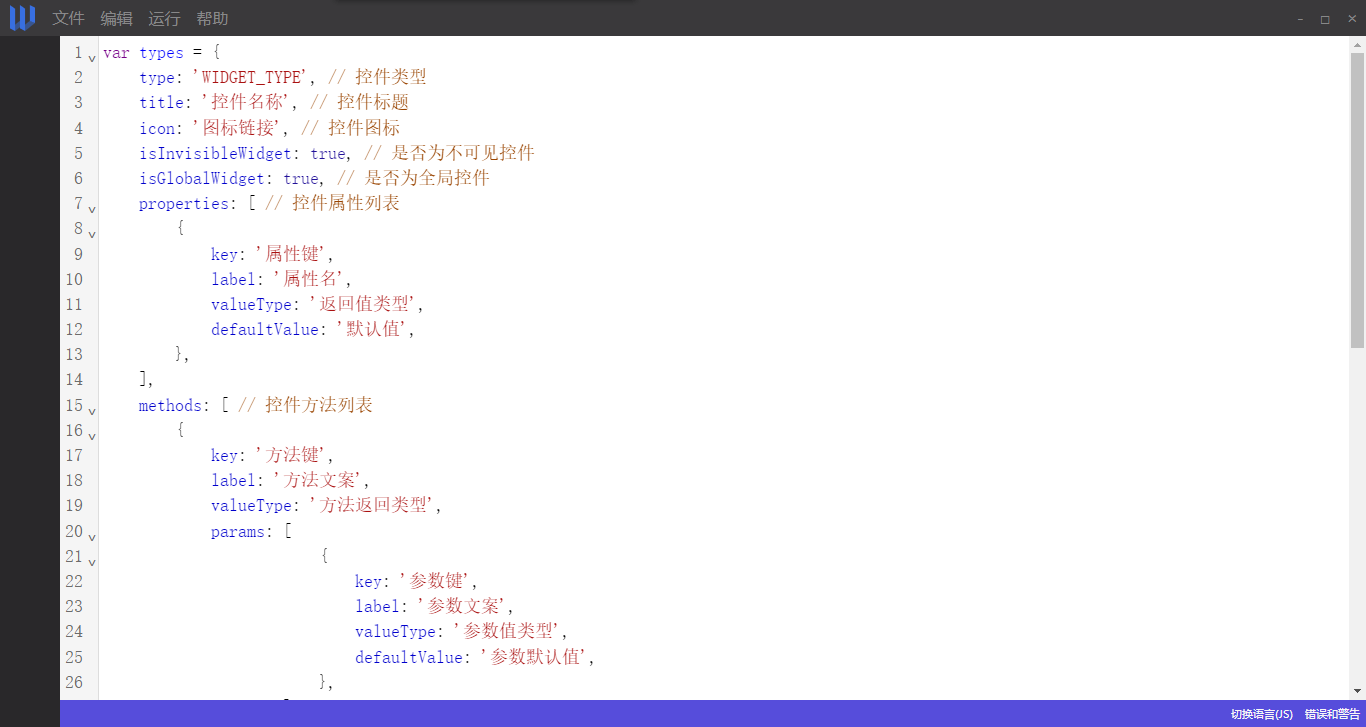 文件 编辑 运行 帮助
1 var types = {
2 type: 'WIDGET_TYPE', // 控件类型
3 title: '控件名称', // 控件标题
4 icon: '图标链接', // 控件图标
5 isInvisibleWidget: true, // 是否为不可见控件
6 isGlobalWidget: true, // 是否为全局控件
7 properties: [ // 控件属性列表
8 {
9 key: '属性键',
10 label: '属性名',
11 valueType: '返回值类型',
12 defaultValue: '默认值',
13 },
14 ],
15 methods: [ // 控件方法列表
16 {
17 key: '方法键',
18 label: '方法文案',
19 valueType: '方法返回类型',
20 params: [
21 {
22 key: '参数键',
23 label: '参数文案',
24 valueType: '参数值类型',
25 defaultValue: '参数默认值',
26 },
切换语言(JS) 错误和警告